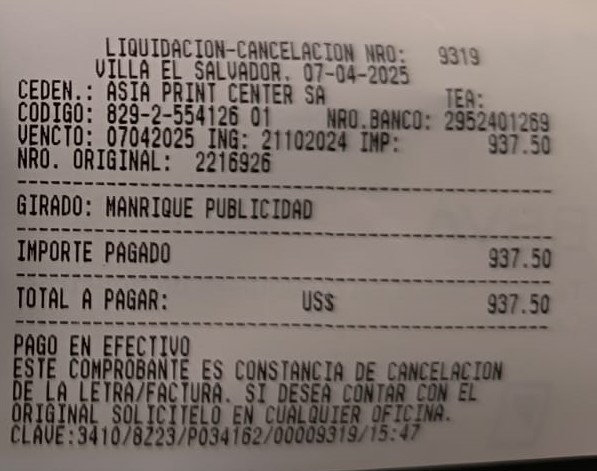 LIQUIDACION-CANCELACION NRO: 9319
VILLA EL SALVADOR. 07-04-2025
CEDEN.: ASIA PRINT CENTER SA TEA:
CODIGO: 829-2-554126 01 NRO.BANCO: 2952401269
VENCTO: 07042025 ING: 21102024 IMP: 937.50
NRO. ORIGINAL: 2216926
GIRADO: MANRIQUE PUBLICIDAD
IMPORTE PAGADO 937.50
TOTAL A PAGAR: US$ 937.50
PAGO EN EFECTIVO
ESTE COMPROBANTE ES CONSTANCIA DE CANCELACION
DE LA LETRA/FACTURA. SI DESEA CONTAR CON EL
ORIGINAL SOLICITELO EN CUALQUIER OFICINA.
CLAVE:3410/8Z23/P034162/00009319/15:47